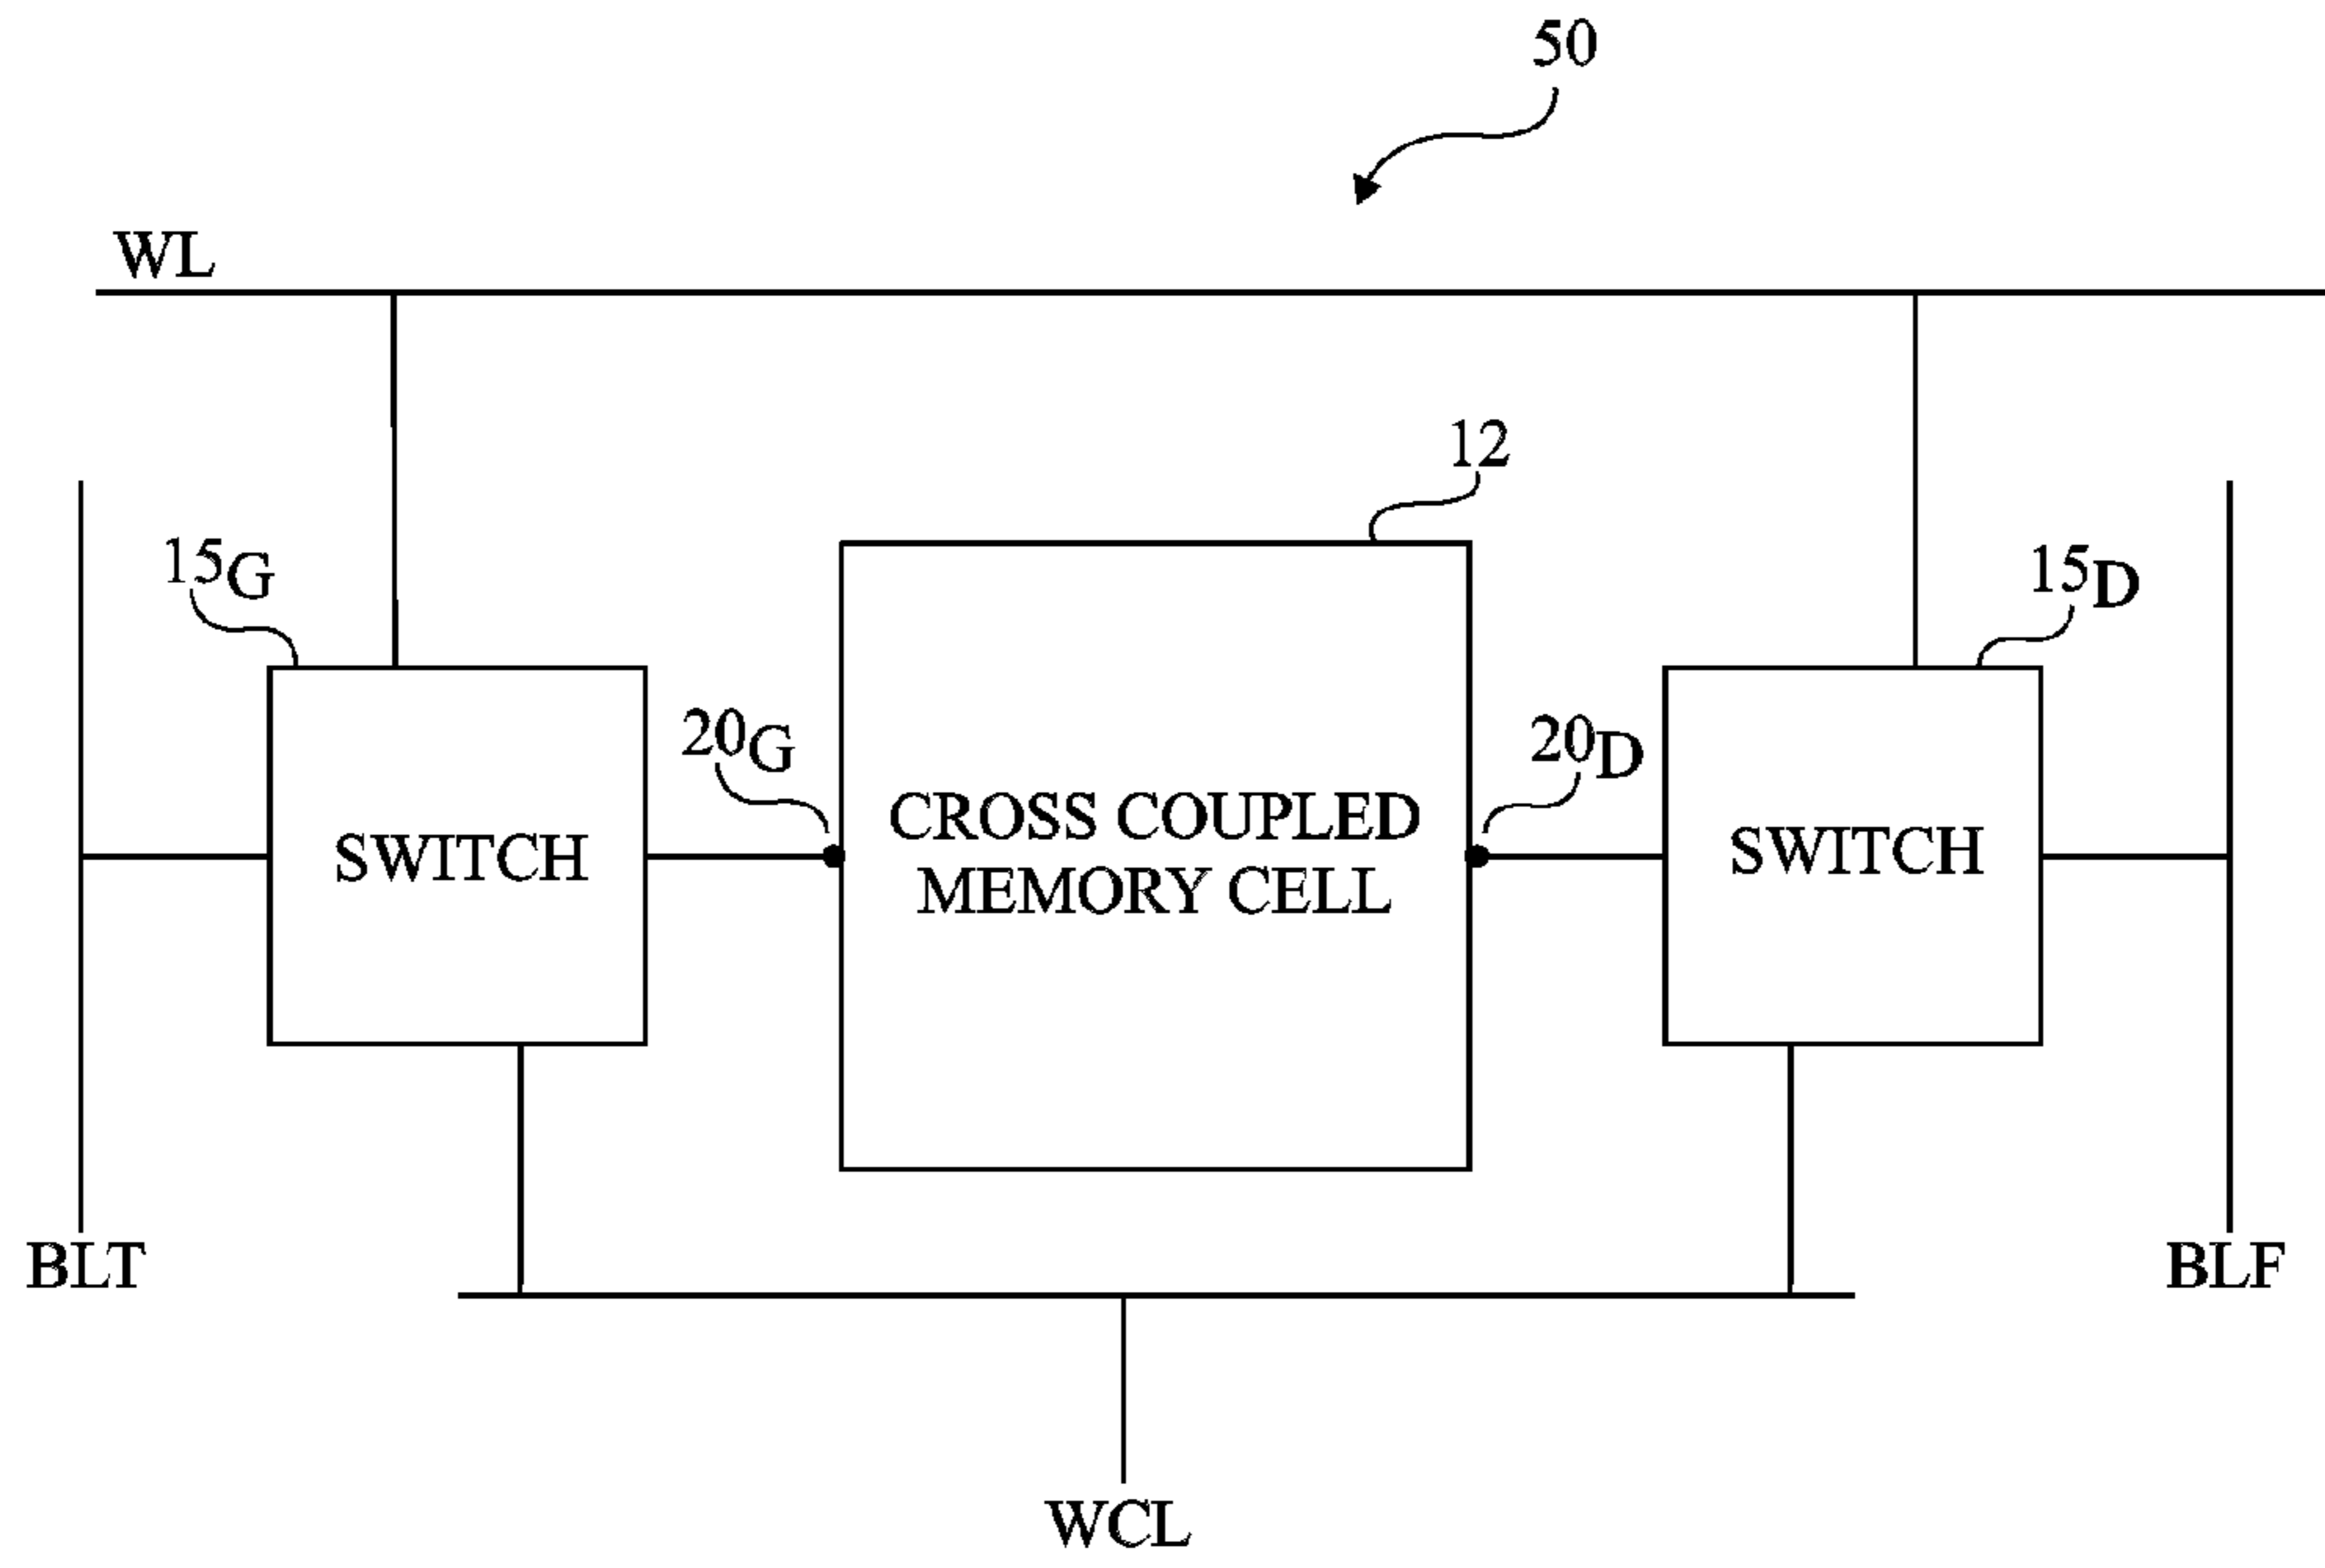 50
WL
12
15G
15D
20G
20D
CROSS COUPLED
MEMORY CELL
SWITCH
SWITCH
BLT
BLF
WCL